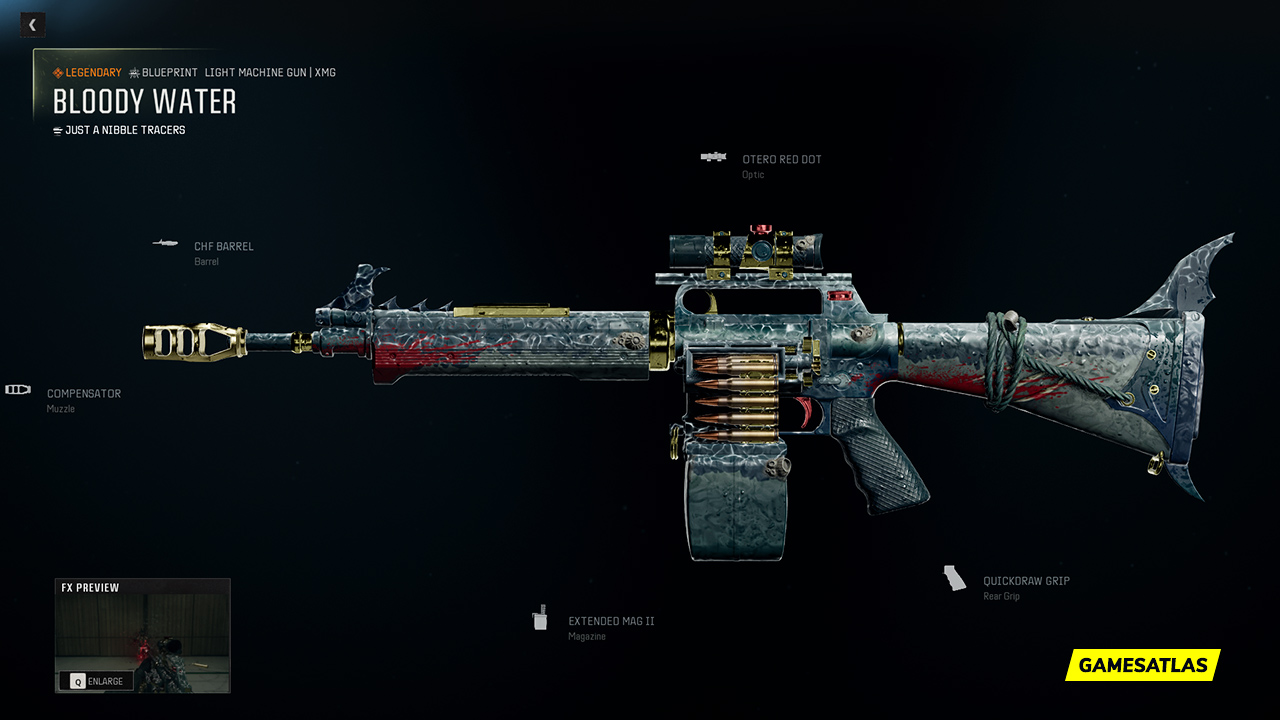 LEGENDARY BLUEPRINT LIGHT MACHINE GUN | XMG
BLOODY WATER
JUST A NIBBLE TRACERS
OTERO RED DOT
Optic
CHF BARREL
Barrel
COMPENSATOR
Muzzle
QUICKDRAW GRIP
Rear Grip
EXTENDED MAG II
Magazine
FX PREVIEW
Q ENLARGE
GAMESATLAS